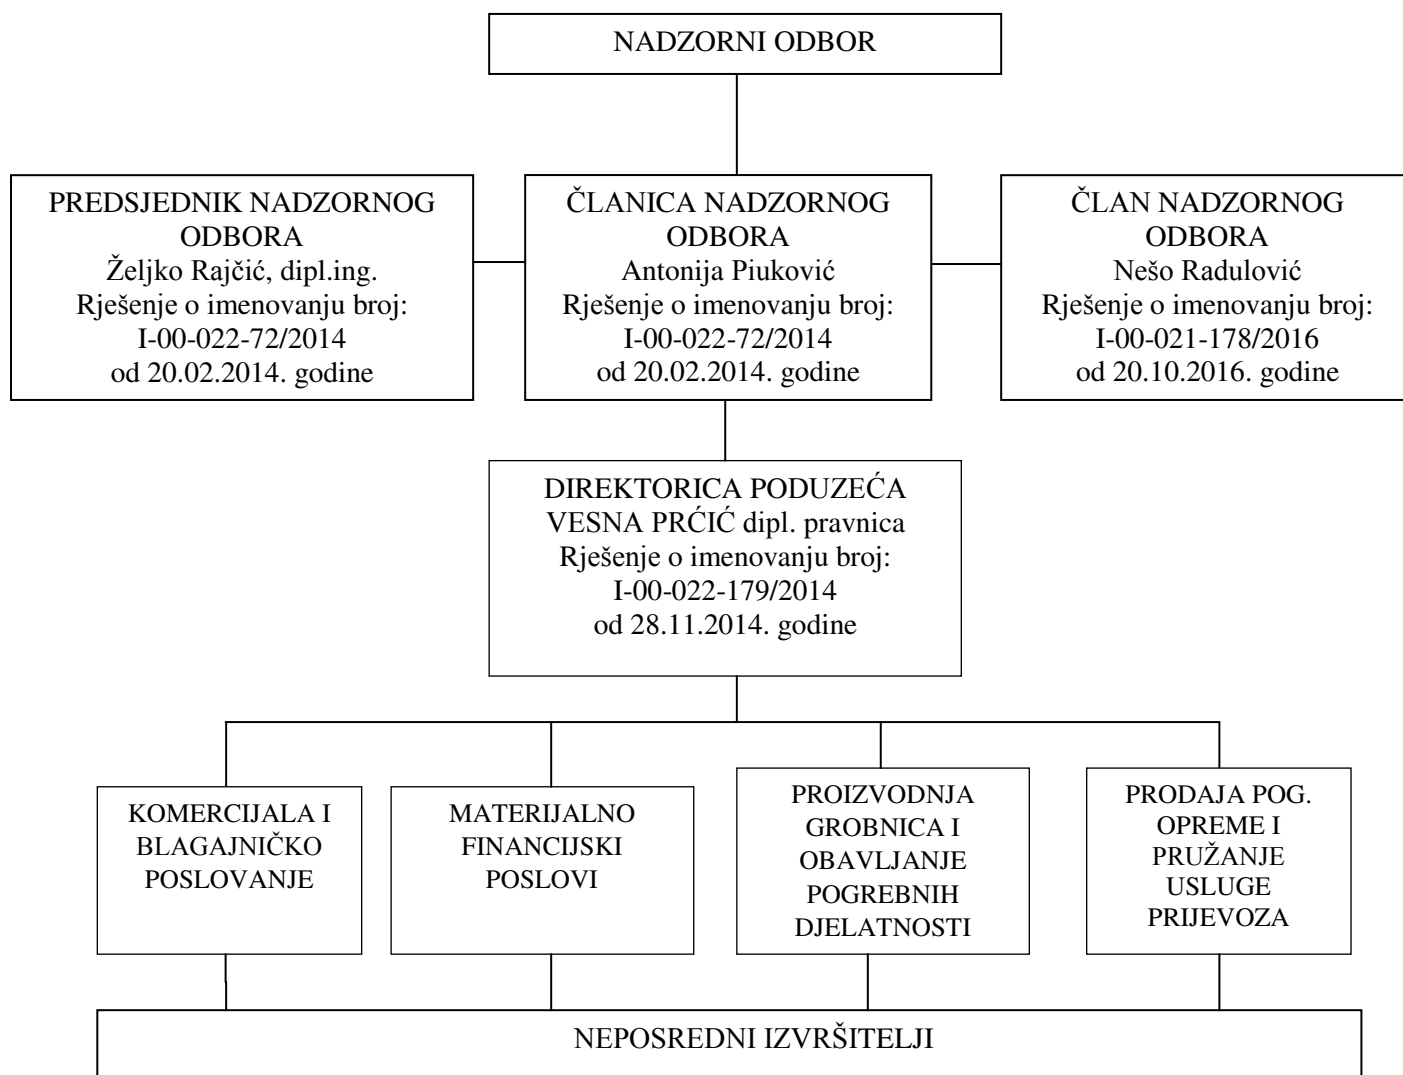 NADZORNI ODBOR
PREDSJEDNIK NADZORNOG
ODBORA
Željko Rajčić, dipl.ing.
Rješenje o imenovanju broj:
I-00-022-72/2014
od 20.02.2014. godine
ČLANICA NADZORNOG
ODBORA
Antonija Piuković
Rješenje o imenovanju broj:
I-00-022-72/2014
od 20.02.2014. godine
ČLAN NADZORNOG
ODBORA
Nešo Radulović
Rješenje o imenovanju broj:
I-00-021-178/2016
od 20.10.2016. godine
DIREKTORICA PODUZEĆA
VESNA PRĆIĆ dipl. pravnica
Rješenje o imenovanju broj:
I-00-022-179/2014
od 28.11.2014. godine
KOMERCIJALA I
BLAGAJNIČKO
POSLOVANJE
MATERIJALNO
FINANCIJSKI
POSLOVI
PROIZVODNJA
GROBNICA I
OBAVLJANJE
POGREBNIH
DJELATNOSTI
PRODAJA POG.
OPREME I
PRUŽANJE
USLUGE
PRIJEVOZA
NEPOSREDNI IZVRŠITELJI